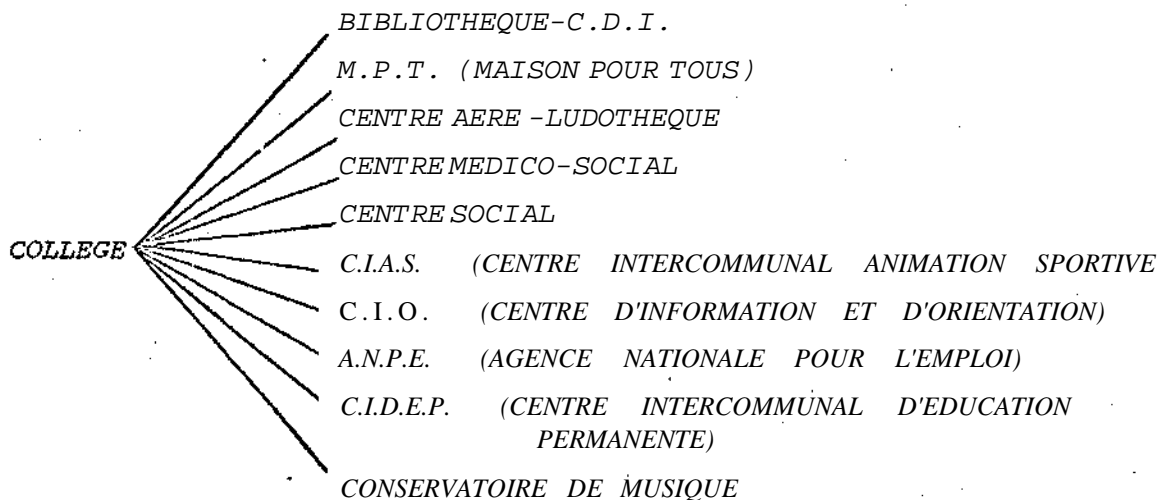 BIBLIOTHEQUE-C.D.I.
M.P.T. (MAISON POUR TOUS)
CENTRE AERE -LUDOTHEQUE
CENTRE MEDICO-SOCIAL
CENTRE SOCIAL
COLLEGE
C.I.A.S. (CENTRE INTERCOMMUNAL ANIMATION SPORTIVE
C.I.O. (CENTRE D'INFORMATION ET D'ORIENTATION)
A.N.P.E. (AGENCE NATIONALE POUR L'EMPLOI)
C.I.D.E.P. (CENTRE INTERCOMMUNAL D'EDUCATION
PERMANENTE)
CONSERVATOIRE DE MUSIQUE